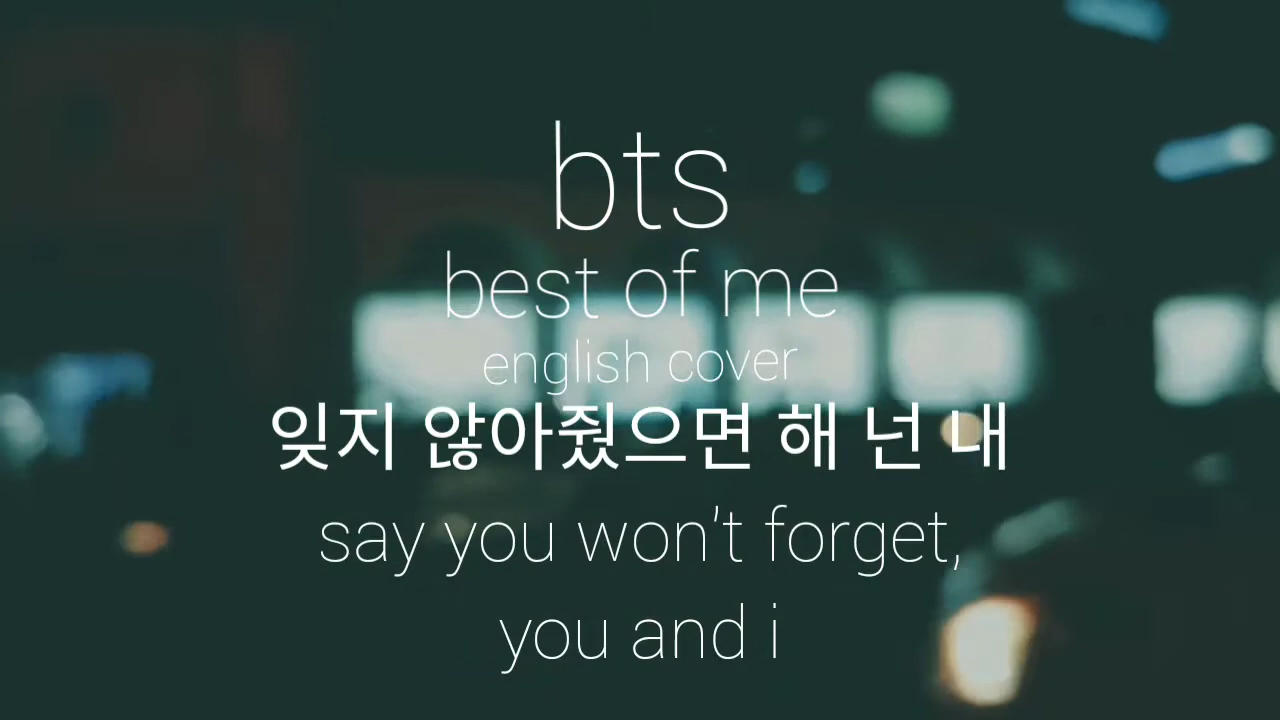 bts
best of me
english cover
잊지 않아줬으면 해 넌 내
say you won't forget,
you and i